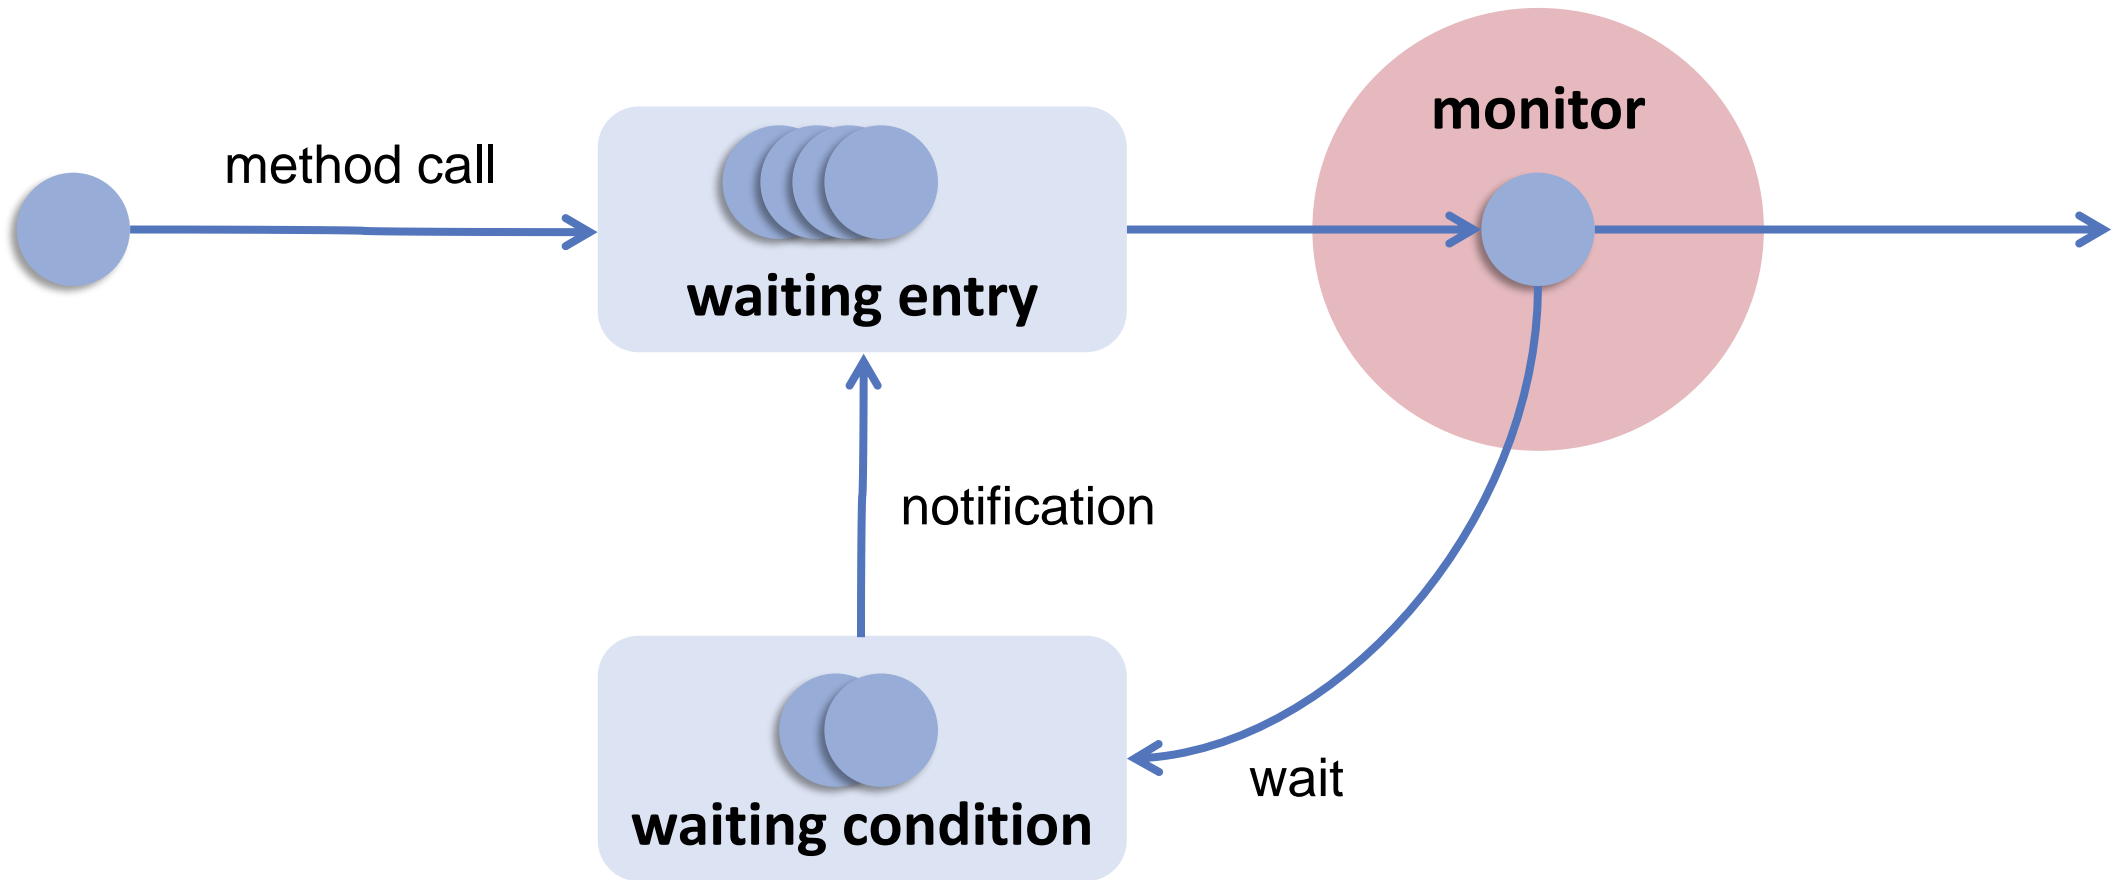 monitor
method call
waiting entry
notification
wait
waiting condition